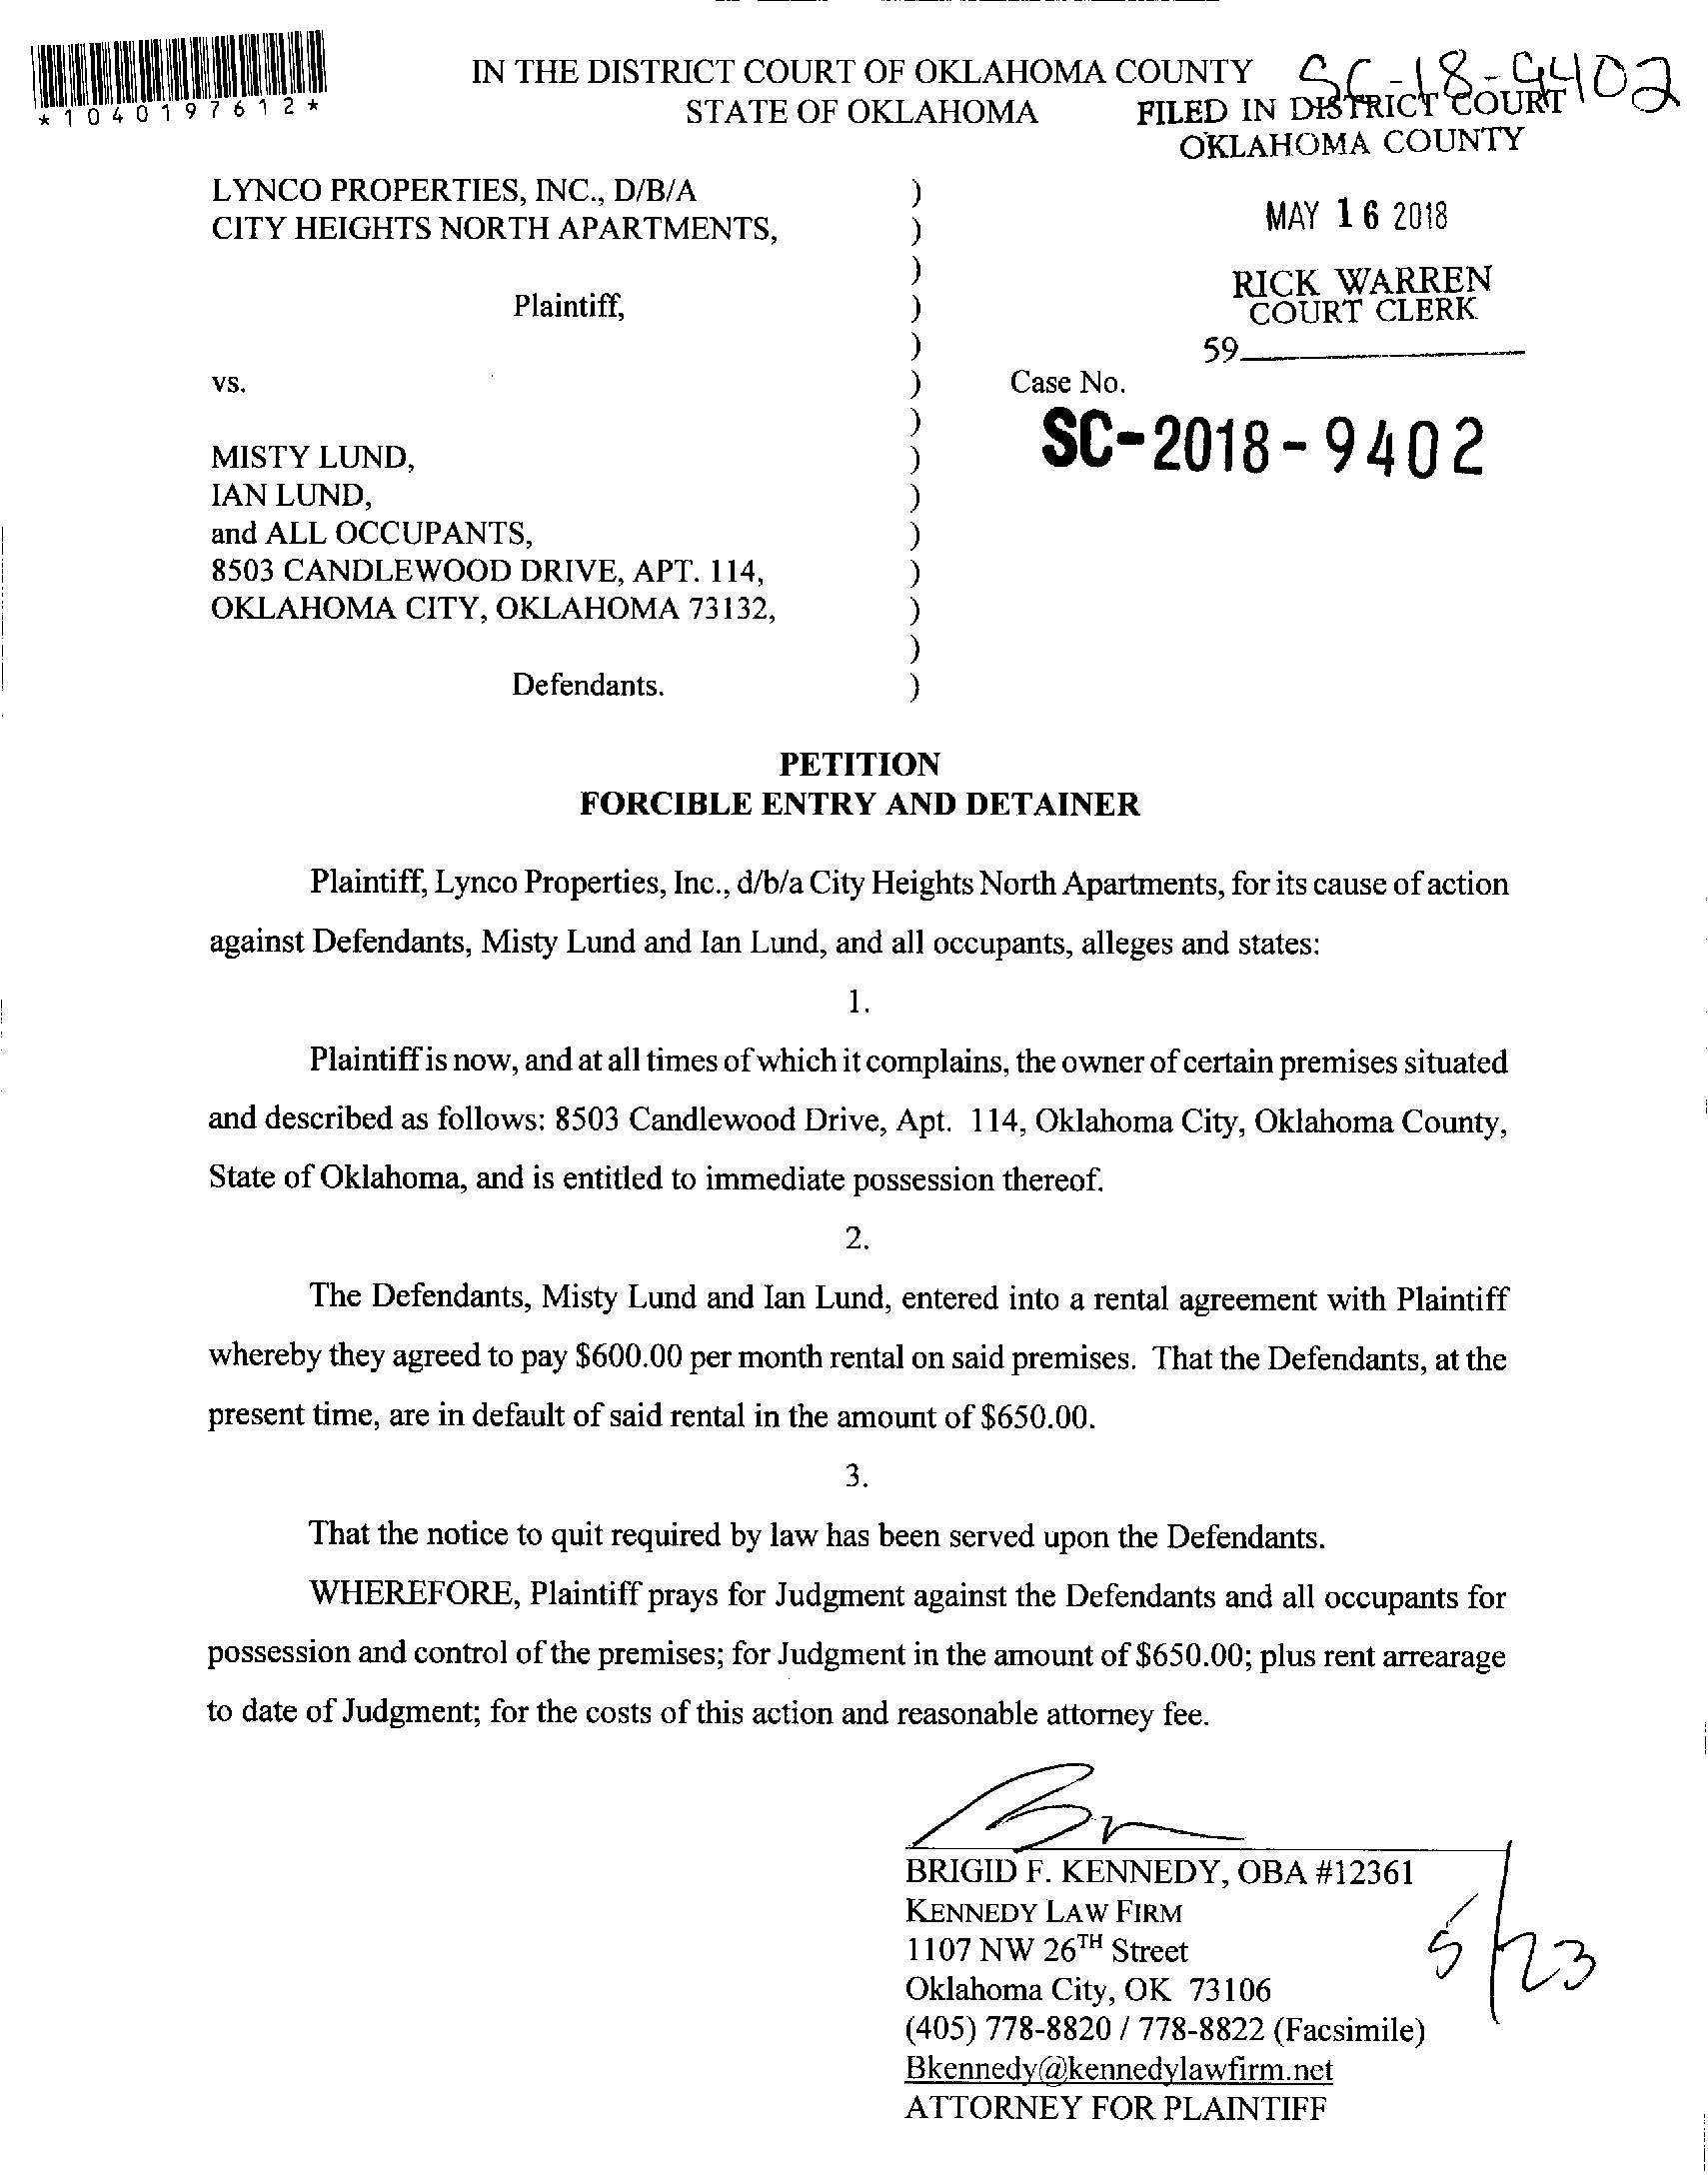 IN THE DISTRICT COURT OF OKLAHOMA COUNTY
STATE OF OKLAHOMA
*1040197612*
SC-18-9402
FILED IN DISTRICT COURT
OKLAHOMA COUNTY
MAY 16 2018
RICK WARREN
COURT CLERK
59
LYNCO PROPERTIES, INC., D/B/A )
CITY HEIGHTS NORTH APARTMENTS, )
)
Plaintiff, )
)
vs. ) Case No.
)
SC-2018-9402
MISTY LUND, )
IAN LUND, )
and ALL OCCUPANTS, )
8503 CANDLEWOOD DRIVE, APT. 114, )
OKLAHOMA CITY, OKLAHOMA 73132, )
)
Defendants. )
PETITION
FORCIBLE ENTRY AND DETAINER
Plaintiff, Lynco Properties, Inc., d/b/a City Heights North Apartments, for its cause of action
against Defendants, Misty Lund and Ian Lund, and all occupants, alleges and states:
1.
Plaintiff is now, and at all times of which it complains, the owner of certain premises situated
and described as follows: 8503 Candlewood Drive, Apt. 114, Oklahoma City, Oklahoma County,
State of Oklahoma, and is entitled to immediate possession thereof.
2.
The Defendants, Misty Lund and Ian Lund, entered into a rental agreement with Plaintiff
whereby they agreed to pay $600.00 per month rental on said premises. That the Defendants, at the
present time, are in default of said rental in the amount of $650.00.
3.
That the notice to quit required by law has been served upon the Defendants.
WHEREFORE, Plaintiff prays for Judgment against the Defendants and all occupants for
possession and control of the premises; for Judgment in the amount of $650.00; plus rent arrearage
to date of Judgment; for the costs of this action and reasonable attorney fee.
BRIGID F. KENNEDY, OBA #12361
KENNEDY LAW FIRM
1107 NW 26TH Street
Oklahoma City, OK 73106
(405) 778-8820 / 778-8822 (Facsimile)
Bkennedy@kennedylawfirm.net
ATTORNEY FOR PLAINTIFF
5/23